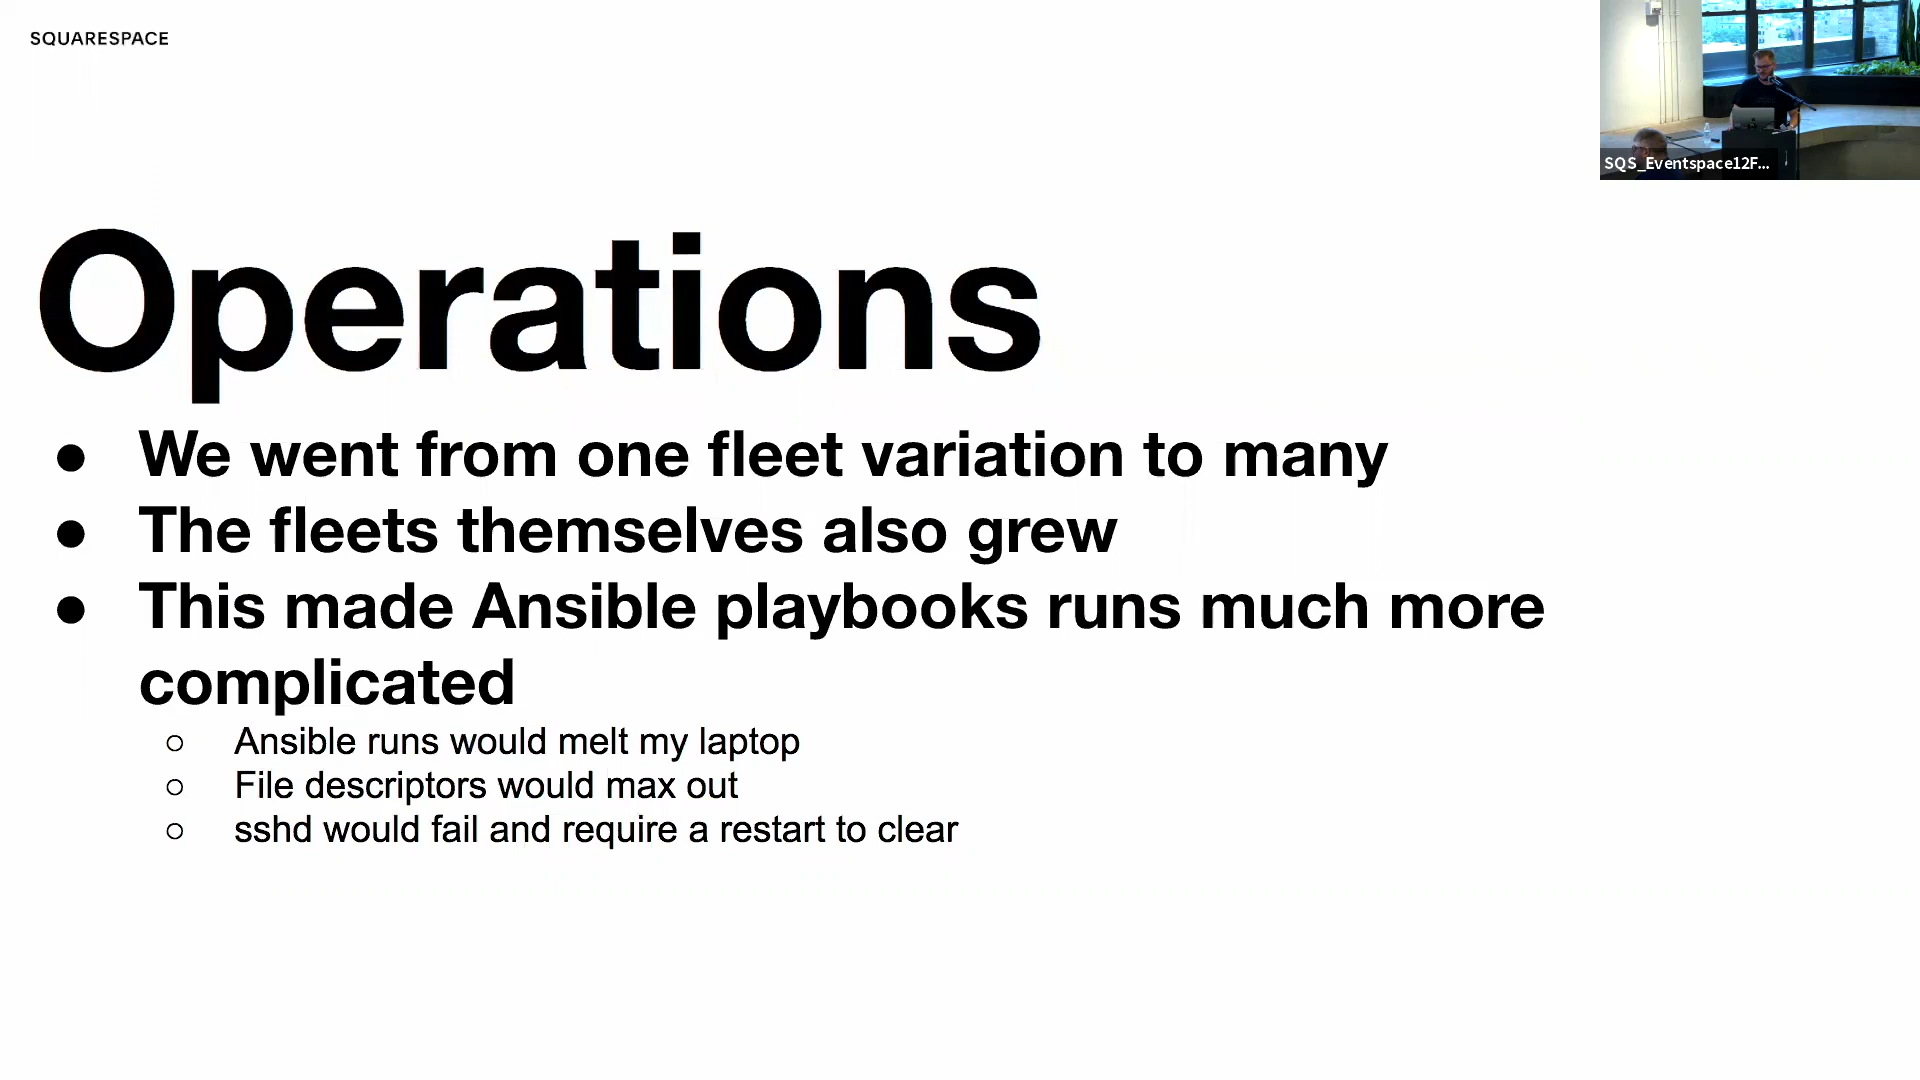 SQUARESPACE
SQS_Eventspace12F...
Operations
● We went from one fleet variation to many
● The fleets themselves also grew
● This made Ansible playbooks runs much more
complicated
○ Ansible runs would melt my laptop
○ File descriptors would max out
○ sshd would fail and require a restart to clear